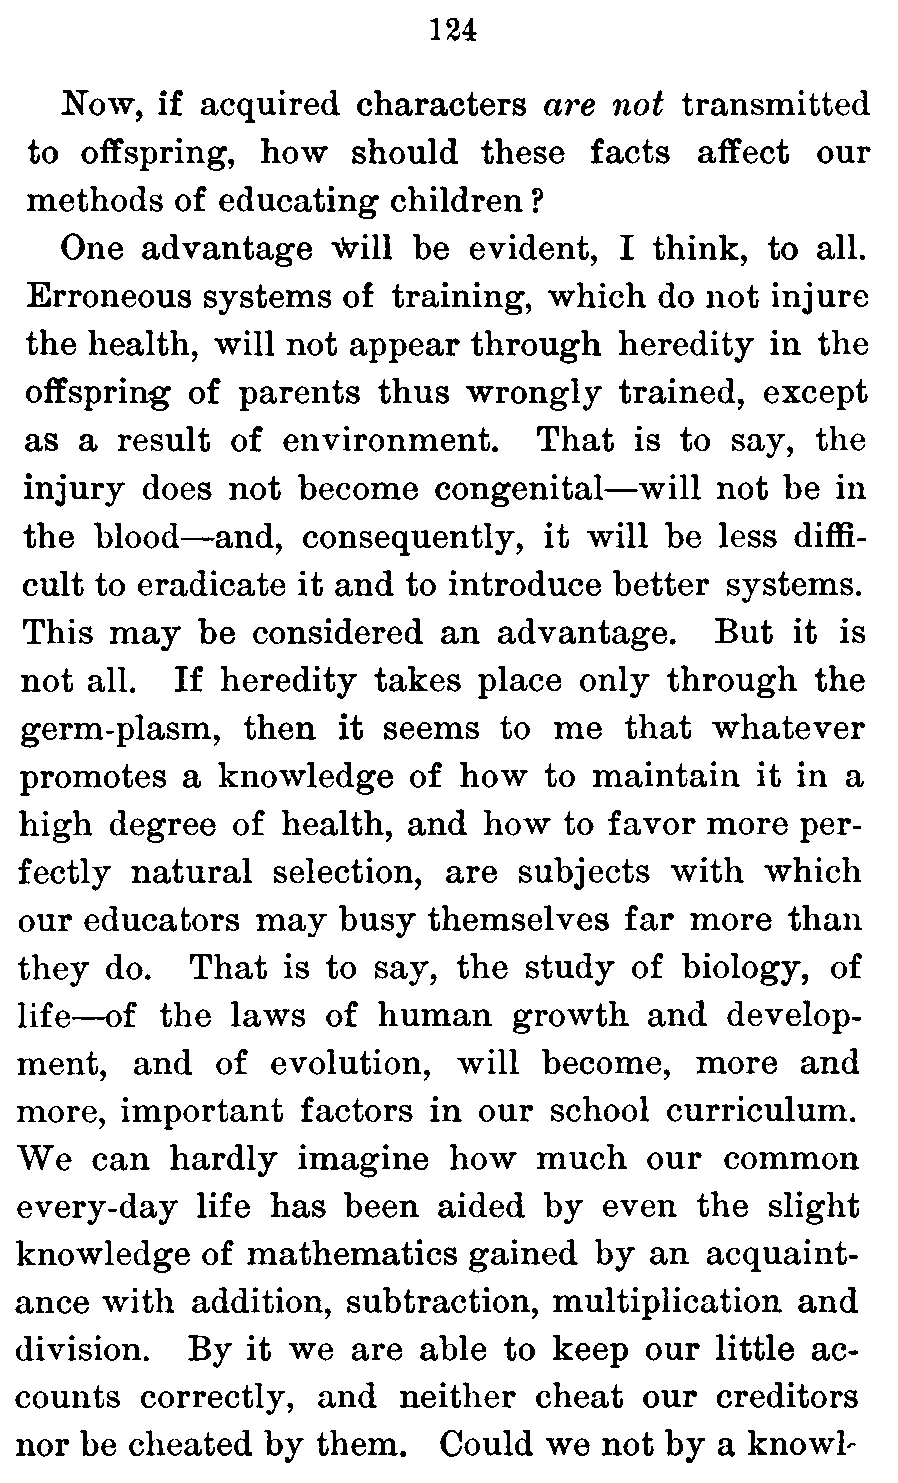 124
Now, if acquired characters are not transmitted
to offspring, how should these facts affect our
methods of educating children?
One advantage will be evident, I think, to all.
Erroneous systems of training, which do not injure
the health, will not appear through heredity in the
offspring of parents thus wrongly trained, except
as a result of environment. That is to say, the
injury does not become congenital—will not be in
the blood—and, consequently, it will be less diffi-
cult to eradicate it and to introduce better systems.
This may be considered an advantage. But it is
not all. If heredity takes place only through the
germ-plasm, then it seems to me that whatever
promotes a knowledge of how to maintain it in a
high degree of health, and how to favor more per-
fectly natural selection, are subjects with which
our educators may busy themselves far more than
they do. That is to say, the study of biology, of
life—of the laws of human growth and develop-
ment, and of evolution, will become, more and
more, important factors in our school curriculum.
We can hardly imagine how much our common
every-day life has been aided by even the slight
knowledge of mathematics gained by an acquaint-
ance with addition, subtraction, multiplication and
division. By it we are able to keep our little ac-
counts correctly, and neither cheat our creditors
nor be cheated by them. Could we not by a knowl-